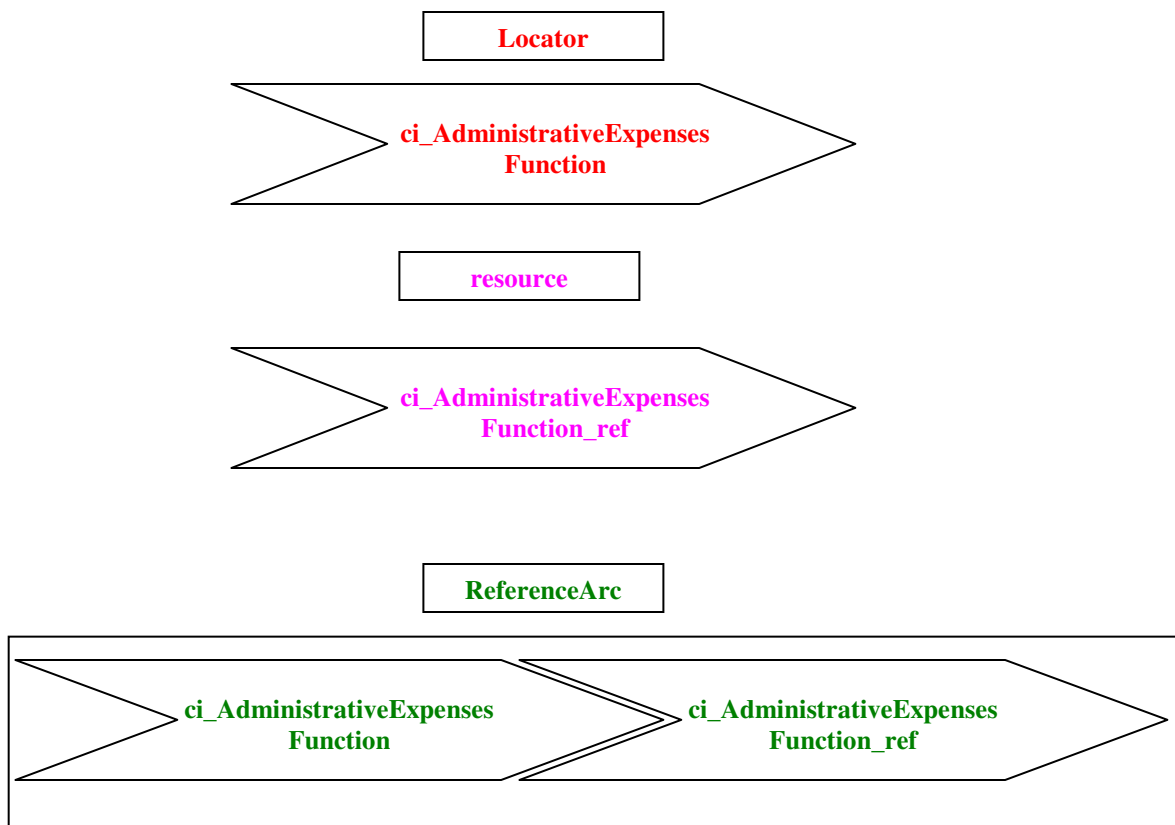 Locator
ci_AdministrativeExpenses
Function
resource
ci_AdministrativeExpenses
Function_ref
ReferenceArc
ci_AdministrativeExpenses
Function
ci_AdministrativeExpenses
Function_ref